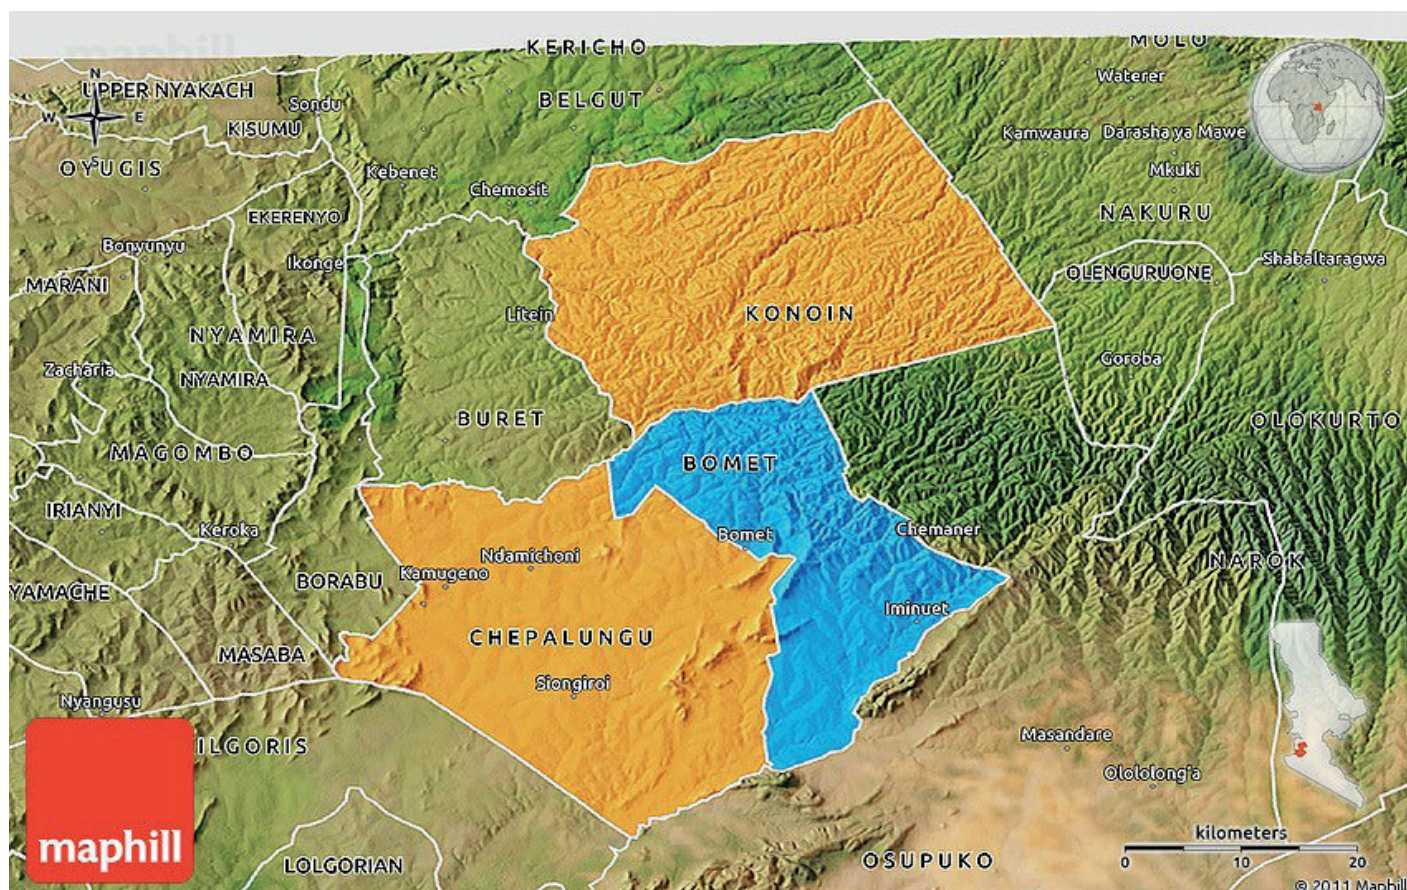 maphill
KERICHO
MOLO
Waterer
N
UPPER NYAKACH
BELGUT
Sondu
W
E
KISUMU
Kamwaura
Darasha ya Mawe
S
OYUGIS
Kebenet
Mkuki
Chemosit
EKERENYO
NAKURU
Bonyunyu
Ikonge
Shabaltaragwa
OLENGURUONE
MARANI
Litein
KONOIN
NYAMIRA
Goroba
Zacharia
NYAMIRA
BURET
OLOKURTO
MAGOMBO
BOMET
IRIANYI
Keroka
Chemaner
Bomet
Ndamichoni
NAROK
Kamugeno
BORABU
YAMACHE
Iminuet
CHEPALUNGU
MASABA
Siongiroi
Nyangusu
Masandare
ILGORIS
Olololong'a
kilometers
maphill
0
10
20
LOLGORIAN
OSUPUKO
© 2011 Maphill